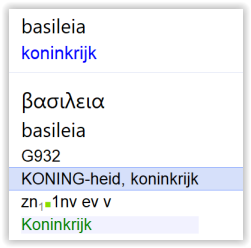 basileia
koninkrijk
βασιλεια
basileia
G932
KONING-heid, koninkrijk
zn1 1nv ev v
Koninkrijk